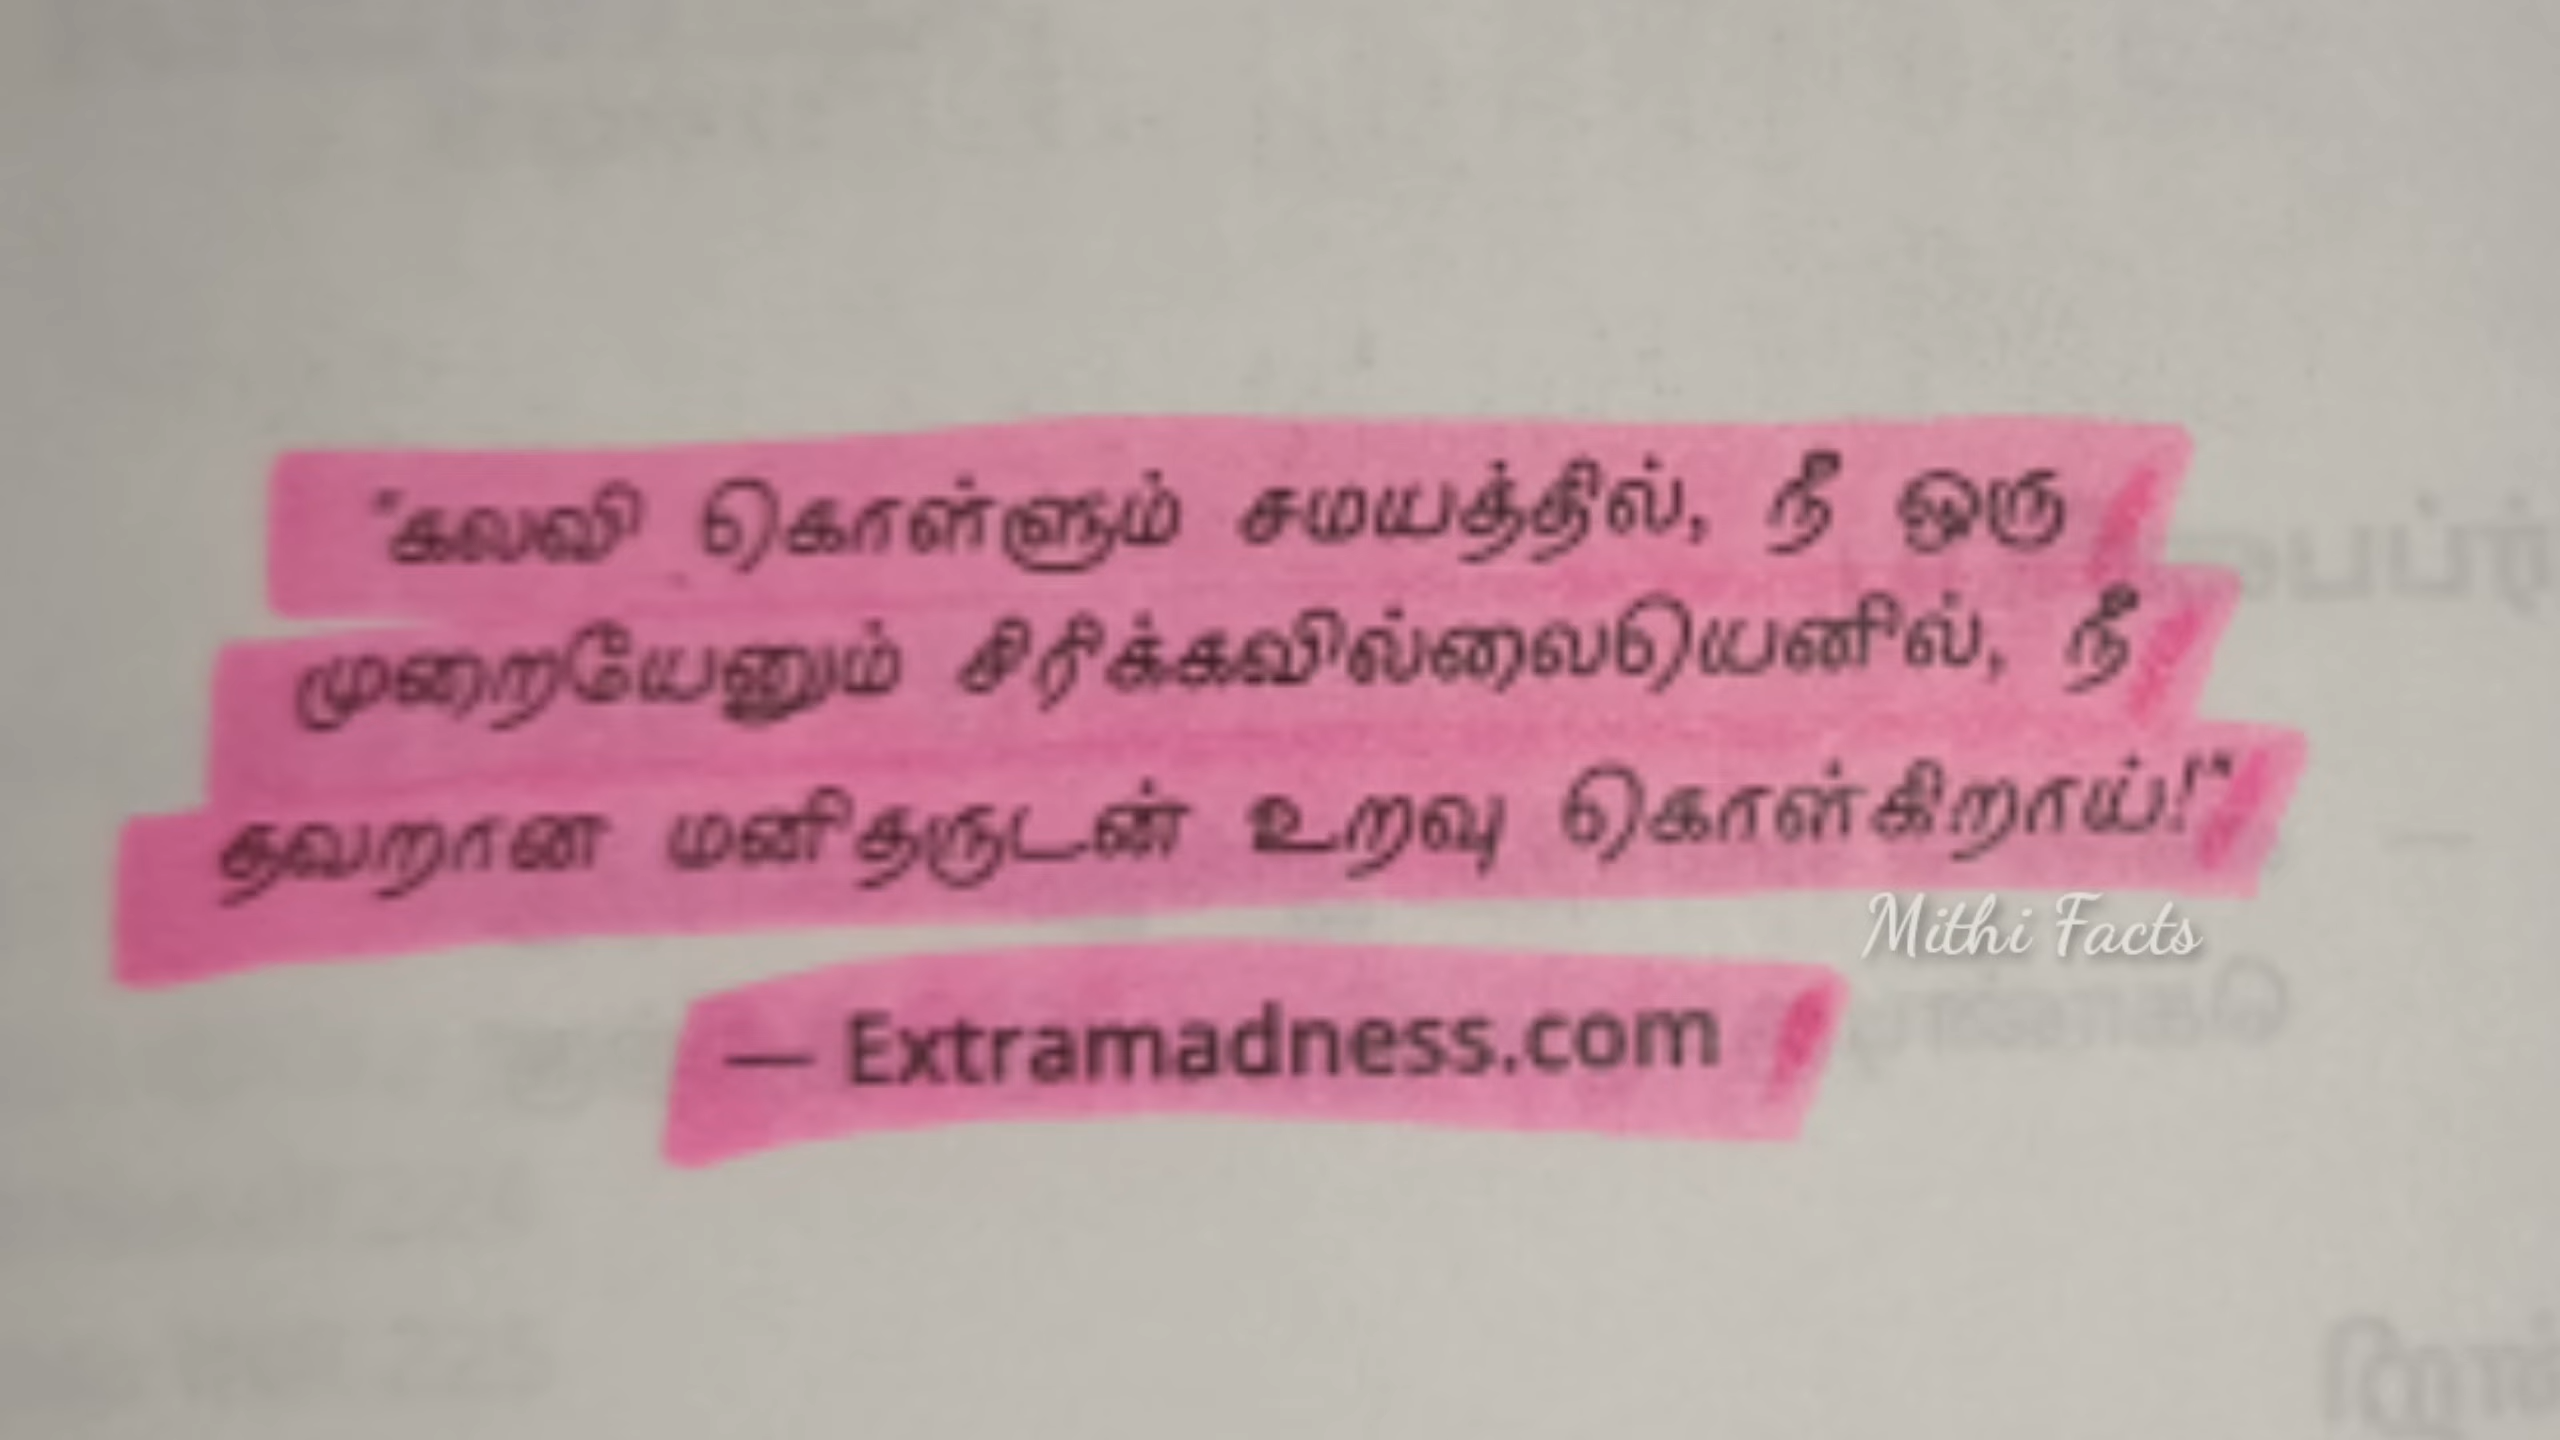 "கலவி கொள்ளும் சமயத்தில், நீ ஒரு
முறையேனும் சிரிக்கவில்லையெனில், நீ
தவறான மனிதருடன் உறவு கொள்கிறாய்!"
Mithi Facts
— Extramadness.com